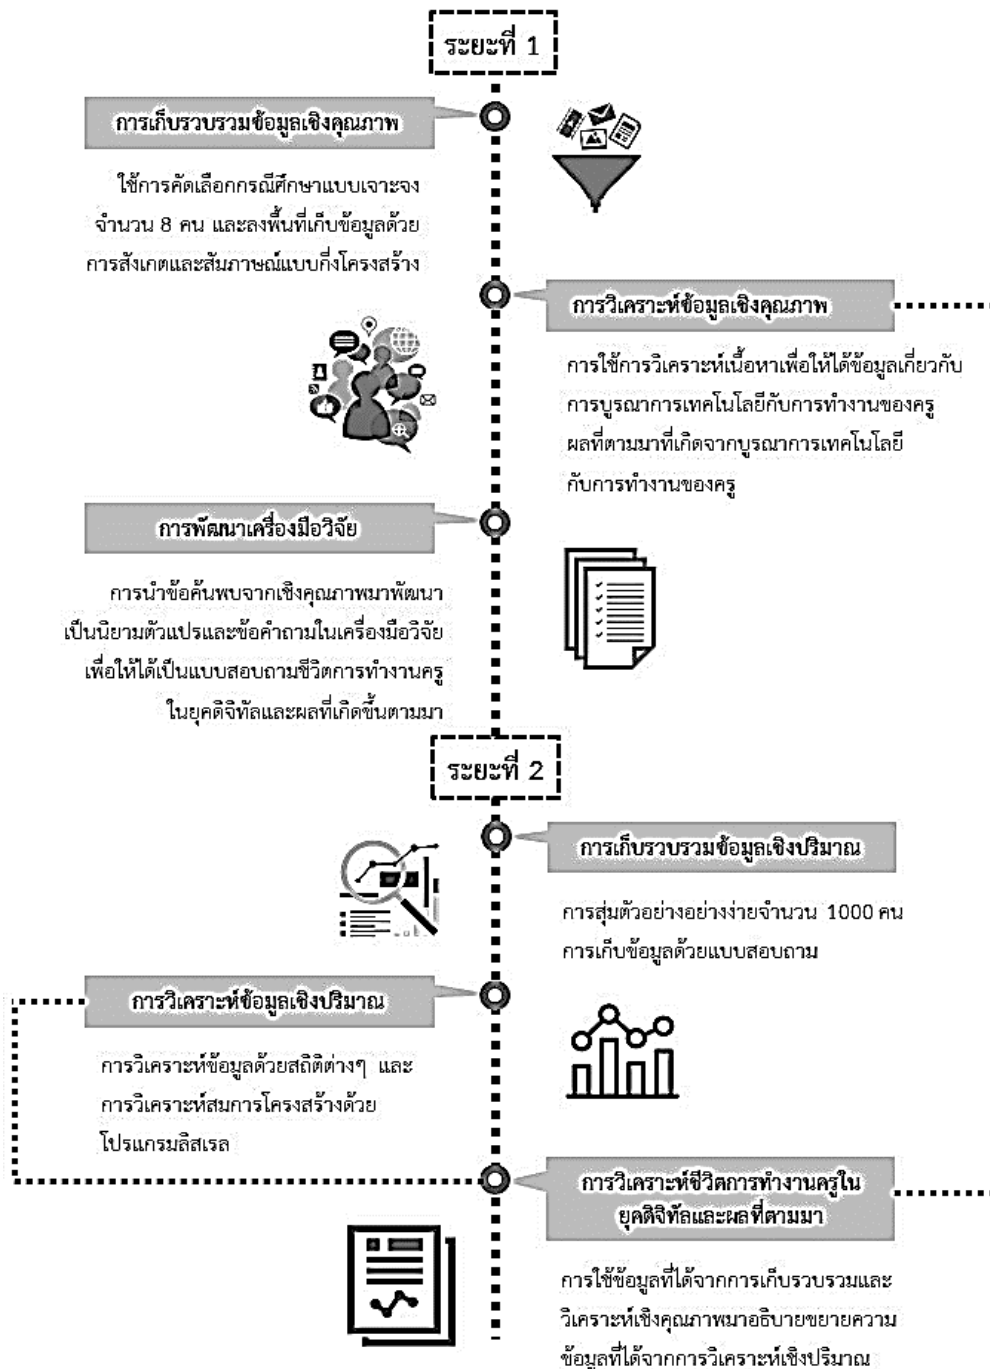 ระยะที่ 1
การเก็บรวบรวมข้อมูลเชิงคุณภาพ
ใช้การคัดเลือกกรณีศึกษาแบบเจาะจง
จำนวน 8 คน และลงพื้นที่เก็บข้อมูลด้วย
การสังเกตและสัมภาษณ์แบบกึ่งโครงสร้าง
การวิเคราะห์ข้อมูลเชิงคุณภาพ
การใช้การวิเคราะห์เนื้อหาเพื่อให้ได้ข้อมูลเกี่ยวกับ
การบูรณาการเทคโนโลยีกับการทำงานของครู
ผลที่ตามมาที่เกิดจากบูรณาการเทคโนโลยี
กับการทำงานของครู
การพัฒนาเครื่องมือวิจัย
การนำข้อค้นพบจากเชิงคุณภาพมาพัฒนา
เป็นนิยามตัวแปรและข้อคำถามในเครื่องมือวิจัย
เพื่อให้ได้เป็นแบบสอบถามชีวิตการทำงานครู
ในยุคดิจิทัลและผลที่เกิดขึ้นตามมา
ระยะที่ 2
การเก็บรวบรวมข้อมูลเชิงปริมาณ
การสุ่มตัวอย่างอย่างง่ายจำนวน 1000 คน
การเก็บข้อมูลด้วยแบบสอบถาม
การวิเคราะห์ข้อมูลเชิงปริมาณ
การวิเคราะห์ข้อมูลด้วยสถิติต่างๆ และ
การวิเคราะห์สมการโครงสร้างด้วย
โปรแกรมลิสเรล
การวิเคราะห์ชีวิตการทำงานครูใน
ยุคดิจิทัลและผลที่ตามมา
การใช้ข้อมูลที่ได้จากการเก็บรวบรวมและ
วิเคราะห์เชิงคุณภาพมาอธิบายขยายความ
ข้อมูลที่ได้จากการวิเคราะห์เชิงปริมาณ